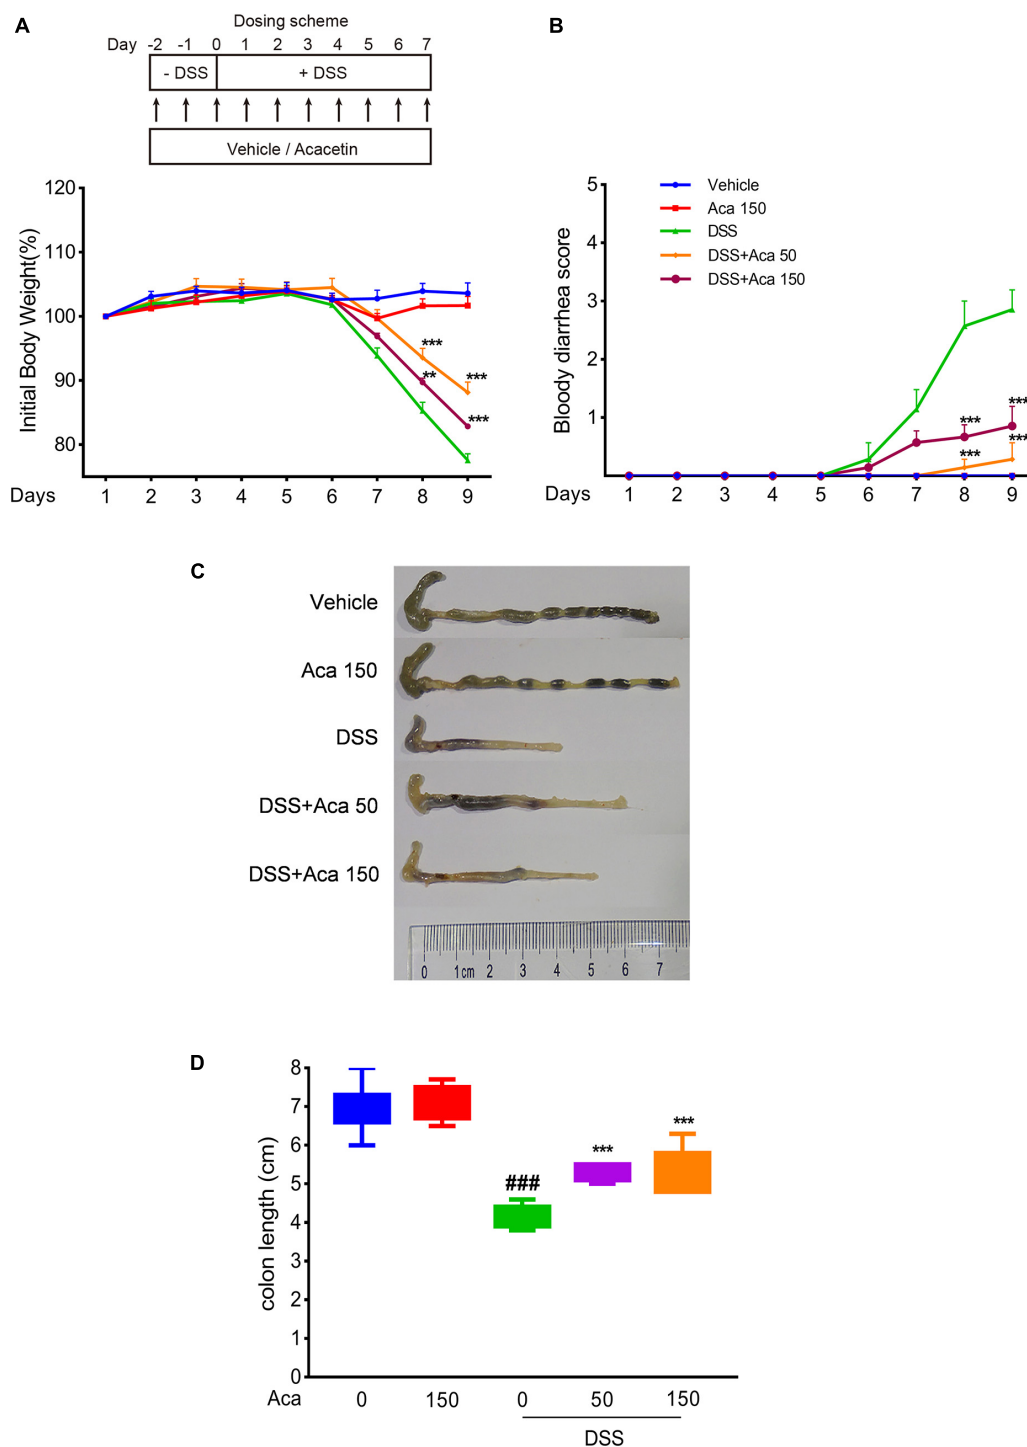 A
Dosing scheme
Day -2 -1 0 1 2 3 4 5 6 7
- DSS + DSS
Vehicle / Acacetin
120
110
100
90
80
Initial Body Weight(%)
***
**
***
***
Days 1 2 3 4 5 6 7 8 9
B
5
4
3
2
1
Bloody diarrhea score
Vehicle
Aca 150
DSS
DSS+Aca 50
DSS+Aca 150
***
***
***
***
Days 1 2 3 4 5 6 7 8 9
C
Vehicle
Aca 150
DSS
DSS+Aca 50
DSS+Aca 150
0 1cm 2 3 4 5 6 7
D
8
7
6
5
4
3
2
1
0
colon length (cm)
###
***
***
Aca 0 150 0 50 150
DSS